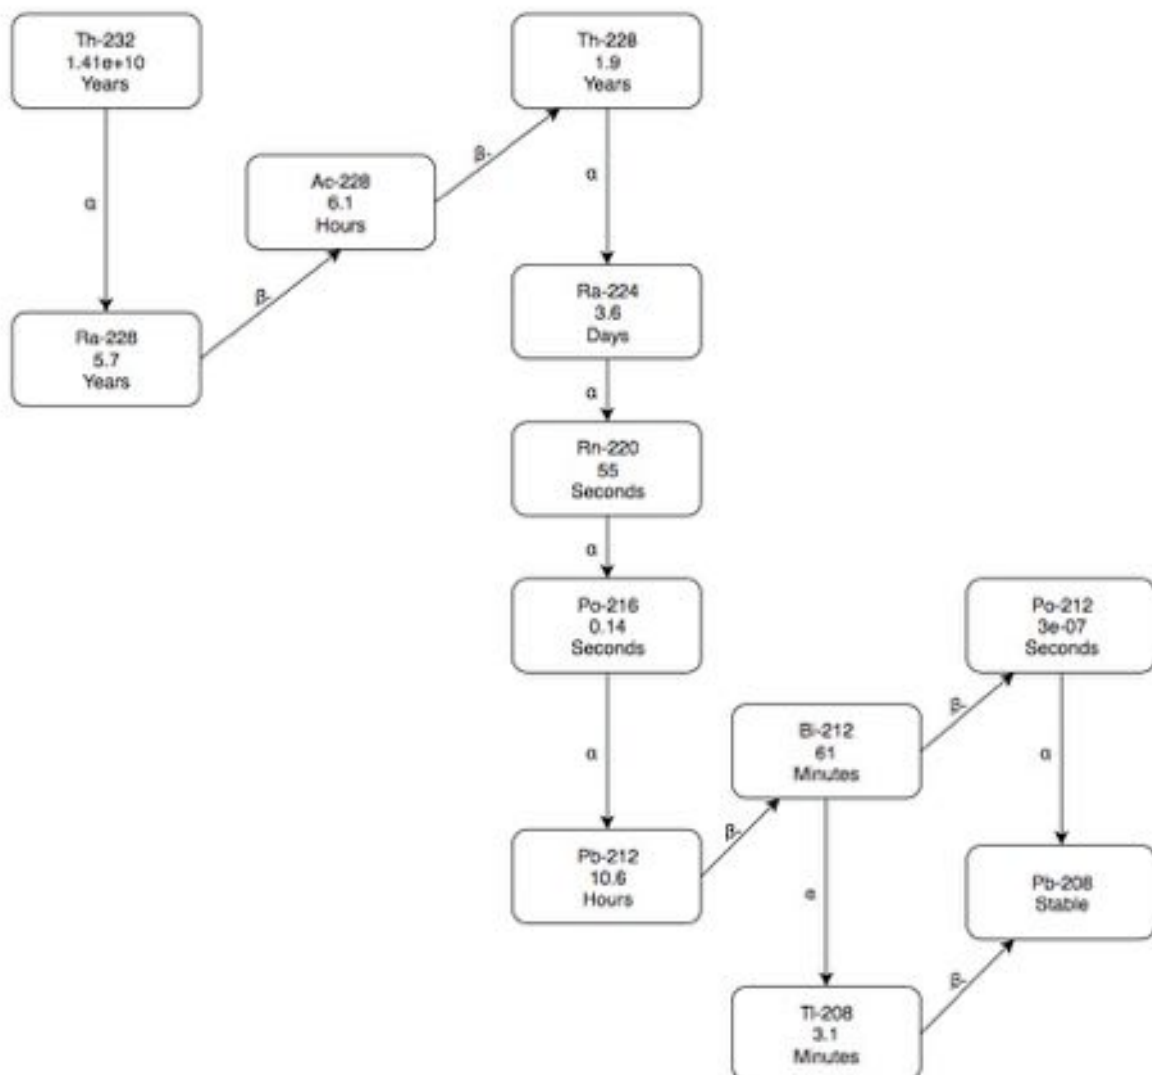 Th-232
1.41e+10
Years
α
Ra-228
5.7
Years
β-
Ac-228
6.1
Hours
β-
Th-228
1.9
Years
α
Ra-224
3.6
Days
α
Rn-220
55
Seconds
α
Po-216
0.14
Seconds
α
Pb-212
10.6
Hours
β-
Bi-212
61
Minutes
β-
Po-212
3e-07
Seconds
α
Pb-208
Stable
α
Tl-208
3.1
Minutes
β-